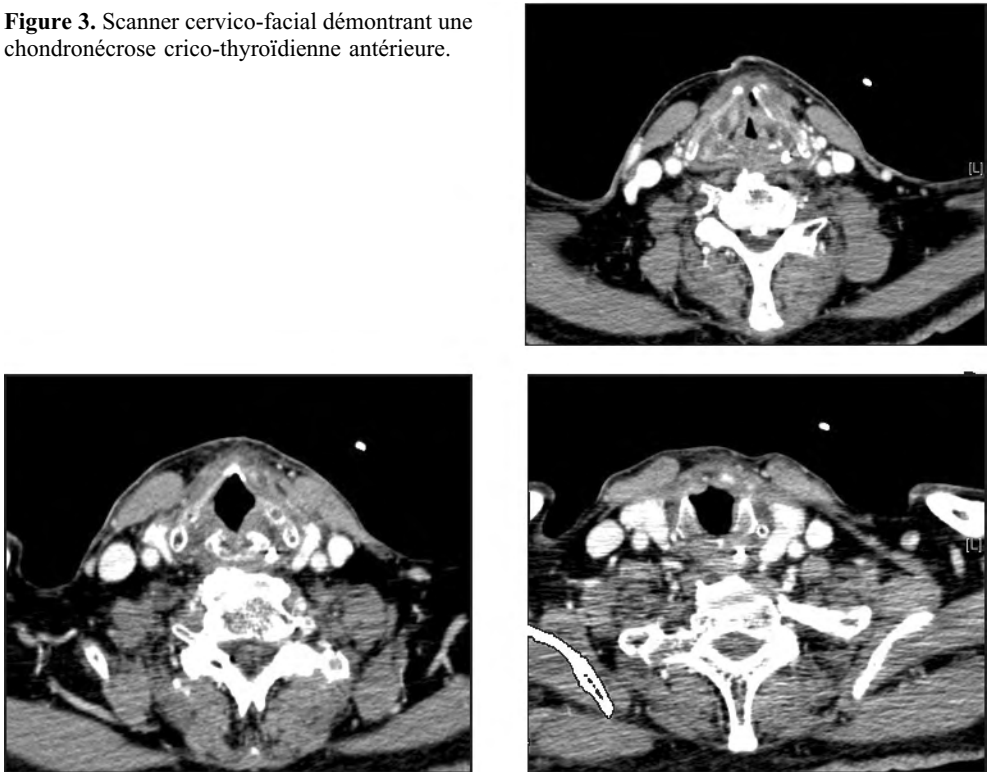 Figure 3. Scanner cervico-facial démontrant une
chondronécrose crico-thyroïdienne antérieure.
[L]
[L]